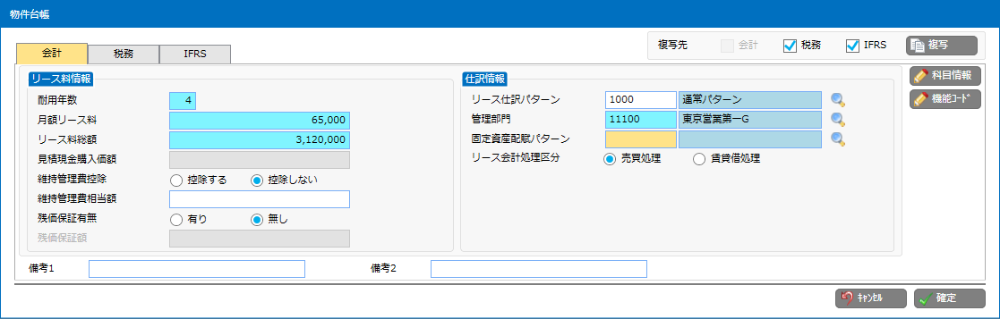 物件台帳
複写先 会計 税務 IFRS 複写
会計 税務 IFRS
科目情報
機能ｺｰﾄﾞ
リース料情報
耐用年数 4
月額リース料 65,000
リース料総額 3,120,000
見積現金購入価額
維持管理費控除 控除する 控除しない
維持管理費相当額
残価保証有無 有り 無し
残価保証額
仕訳情報
リース仕訳パターン 1000 通常パターン
管理部門 11100 東京営業第一G
固定資産配賦パターン
リース会計処理区分 売買処理 賃貸借処理
備考1 備考2
ｷｬﾝｾﾙ 確定